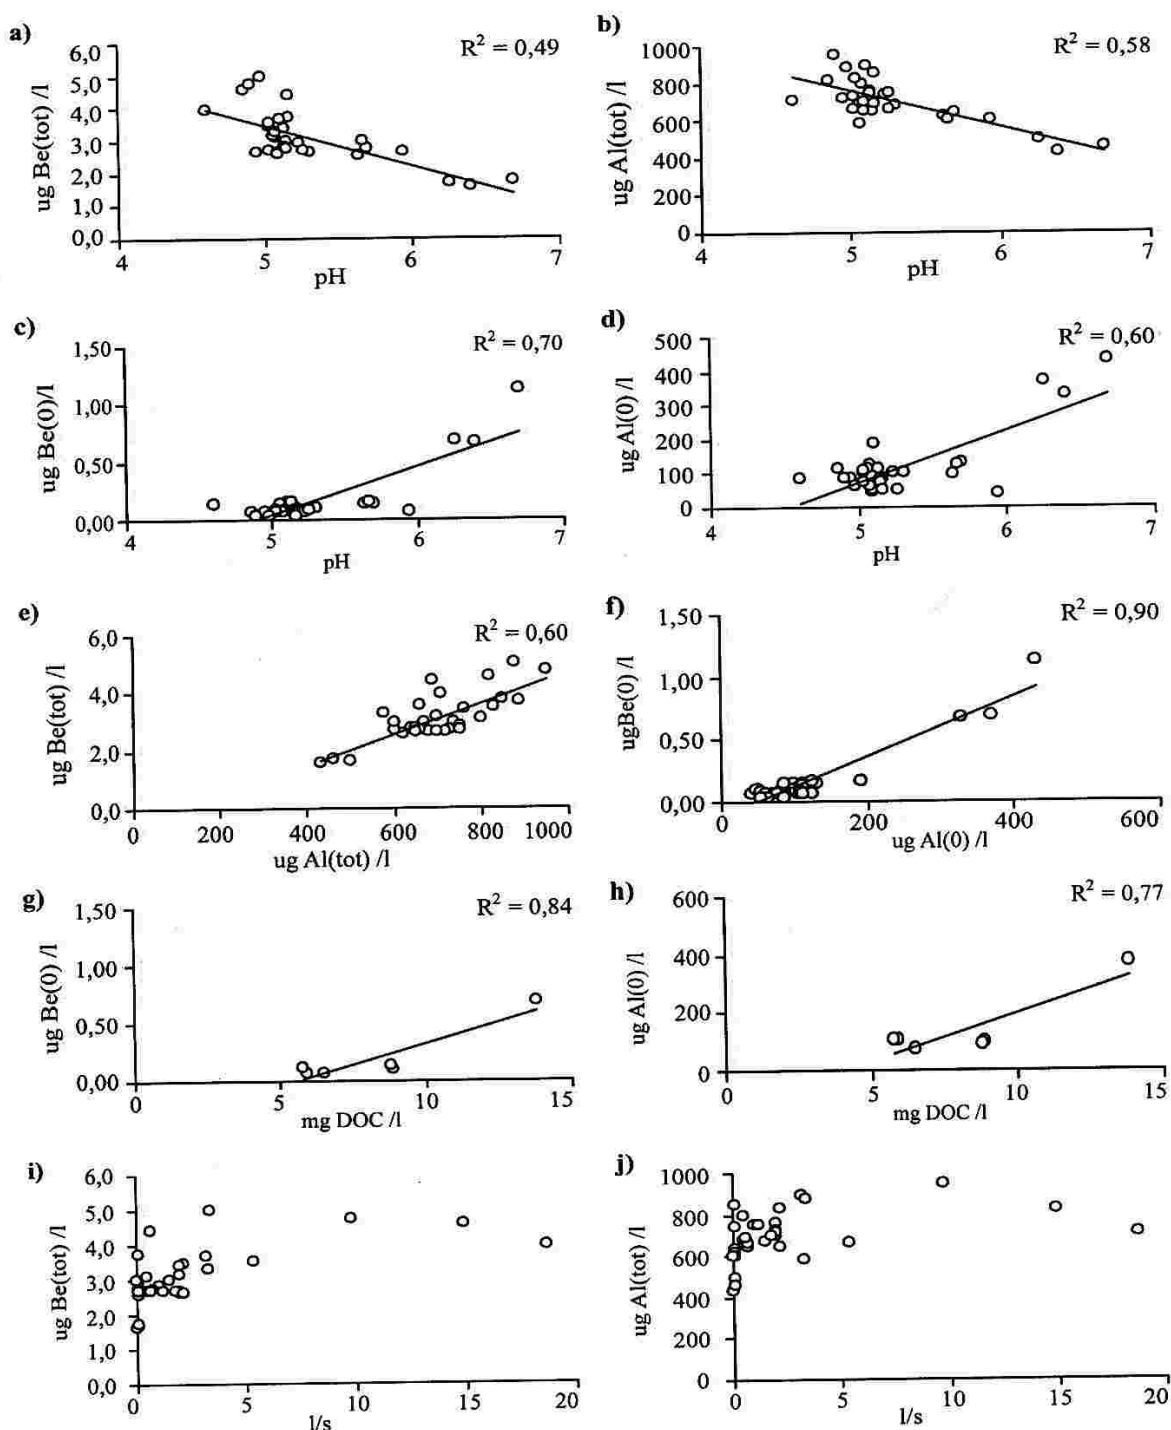 a)
R² = 0,49
ug Be(tot) /l
6,0
5,0
4,0
3,0
2,0
1,0
0,0
4 5 6 7
pH
b)
R² = 0,58
ug Al(tot) /l
1000
800
600
400
200
0
4 5 6 7
pH
c)
R² = 0,70
ug Be(0)/l
1,50
1,00
0,50
0,00
4 5 6 7
pH
d)
R² = 0,60
ug Al(0) /l
500
400
300
200
100
0
4 5 6 7
pH
e)
R² = 0,60
ug Be(tot) /l
6,0
4,0
2,0
0,0
0 200 400 600 800 1000
ug Al(tot) /l
f)
R² = 0,90
ugBe(0) /l
1,50
1,00
0,50
0,00
0 200 400 600
ug Al(0) /l
g)
R² = 0,84
ug Be(0) /l
1,50
1,00
0,50
0,00
0 5 10 15
mg DOC /l
h)
R² = 0,77
ug Al(0) /l
600
400
200
0
0 5 10 15
mg DOC /l
i)
ug Be(tot) /l
6,0
5,0
4,0
3,0
2,0
1,0
0,0
0 5 10 15 20
l/s
j)
ug Al(tot) /l
1000
800
600
400
200
0
0 5 10 15 20
l/s